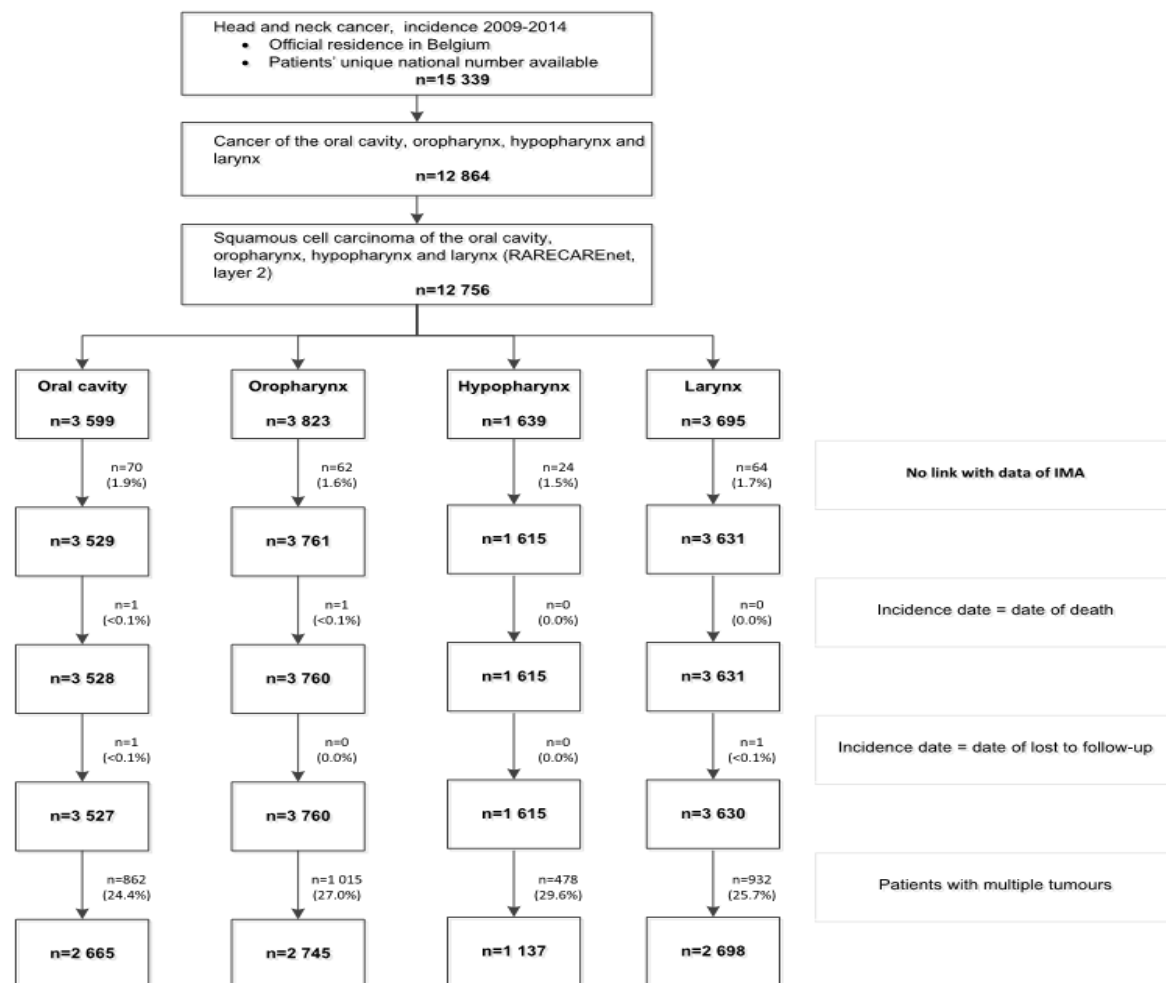 Head and neck cancer, incidence 2009-2014
• Official residence in Belgium
• Patients' unique national number available
n=15 339
Cancer of the oral cavity, oropharynx, hypopharynx and
larynx
n=12 864
Squamous cell carcinoma of the oral cavity,
oropharynx, hypopharynx and larynx (RARECAREnet,
layer 2)
n=12 756
Oral cavity
n=3 599
Oropharynx
n=3 823
Hypopharynx
n=1 639
Larynx
n=3 695
n=70
(1.9%)
n=62
(1.6%)
n=24
(1.5%)
n=64
(1.7%)
No link with data of IMA
n=3 529
n=3 761
n=1 615
n=3 631
n=1
(<0.1%)
n=1
(<0.1%)
n=0
(0.0%)
n=0
(0.0%)
Incidence date = date of death
n=3 528
n=3 760
n=1 615
n=3 631
n=1
(<0.1%)
n=0
(0.0%)
n=0
(0.0%)
n=1
(<0.1%)
Incidence date = date of lost to follow-up
n=3 527
n=3 760
n=1 615
n=3 630
n=862
(24.4%)
n=1 015
(27.0%)
n=478
(29.6%)
n=932
(25.7%)
Patients with multiple tumours
n=2 665
n=2 745
n=1 137
n=2 698